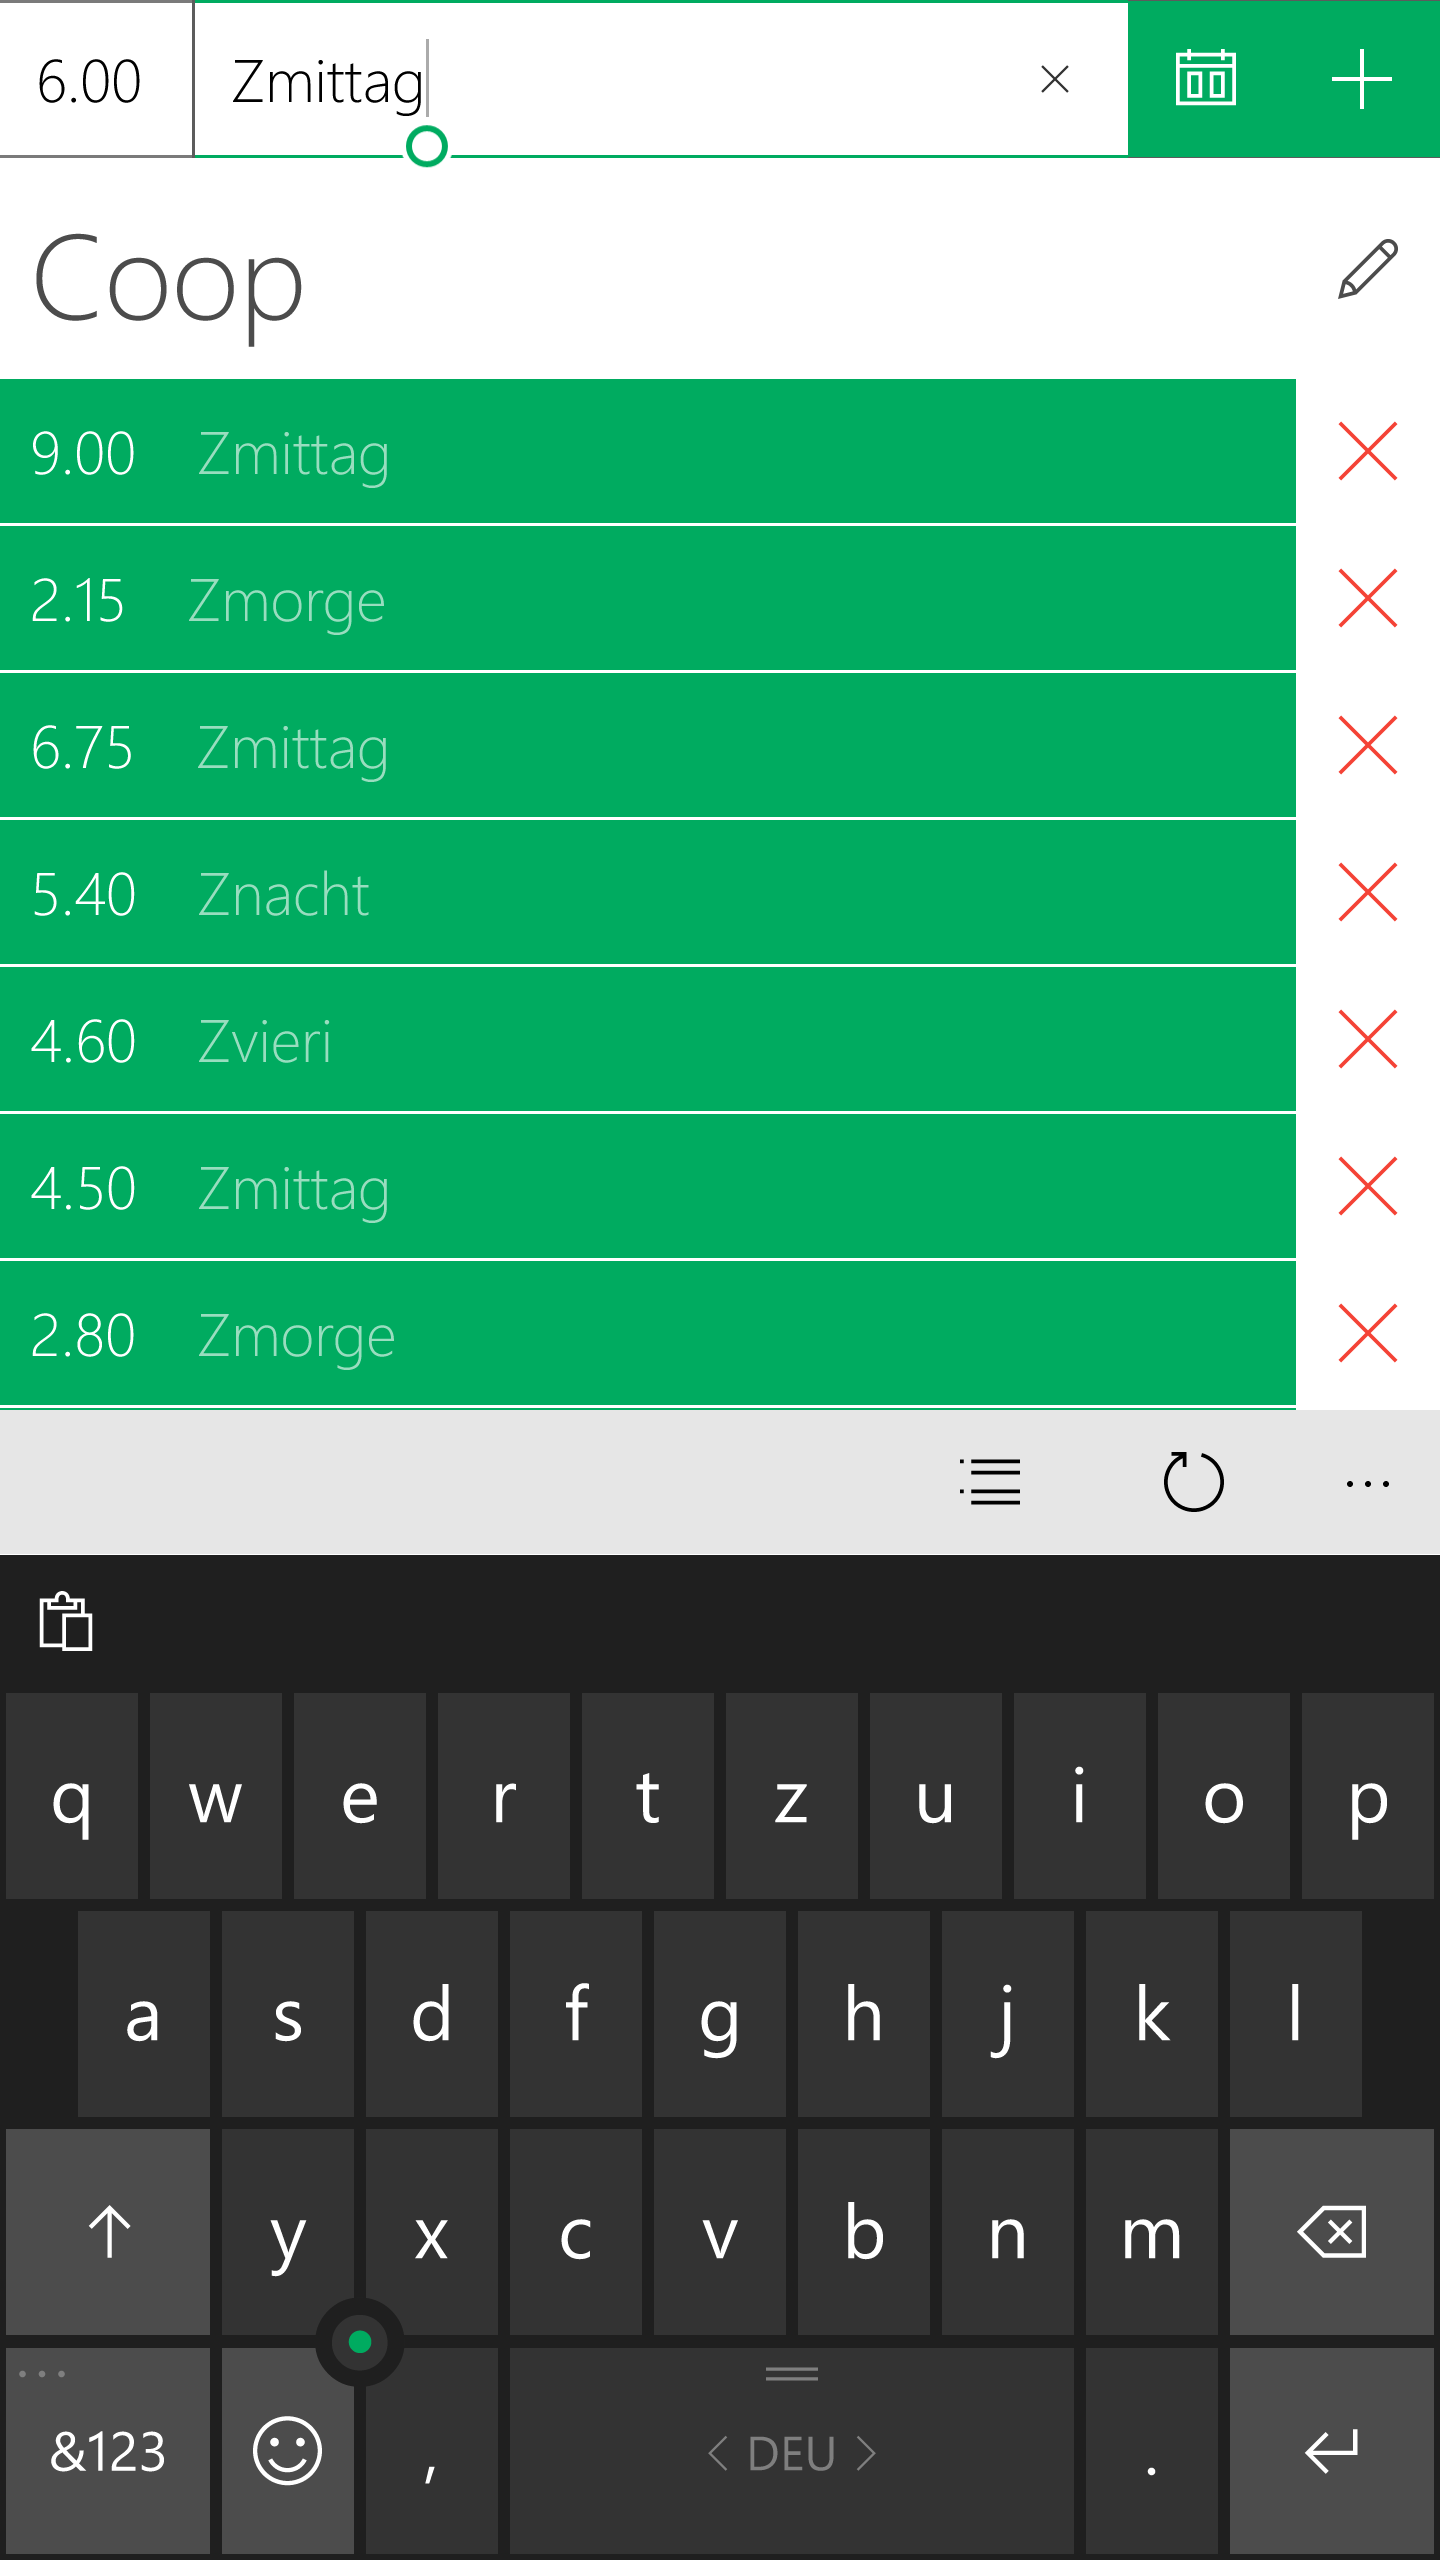 6.00 Zmittag
Coop
9.00 Zmittag
2.15 Zmorge
6.75 Zmittag
5.40 Znacht
4.60 Zvieri
4.50 Zmittag
2.80 Zmorge
q w e r t z u i o p
a s d f g h j k l
y x c v b n m
&123 , < DEU > .